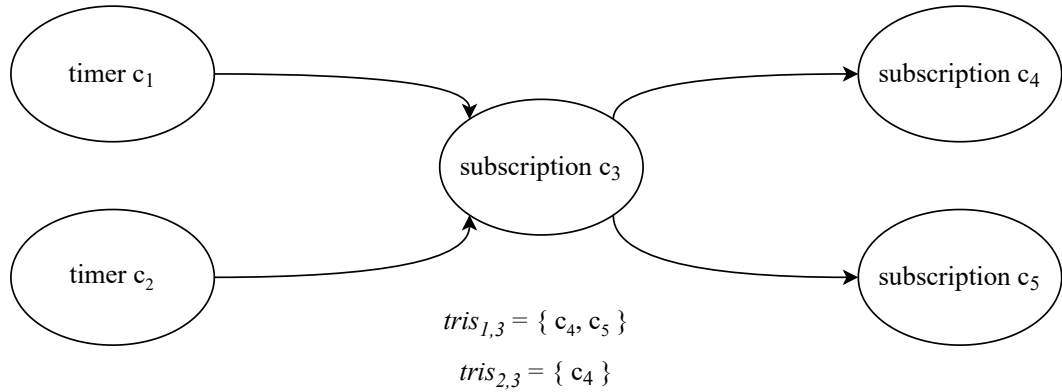 timer c₁
subscription c₄
subscription c₃
timer c₂
subscription c₅
tris₁,₃ = { c₄, c₅ }
tris₂,₃ = { c₄ }